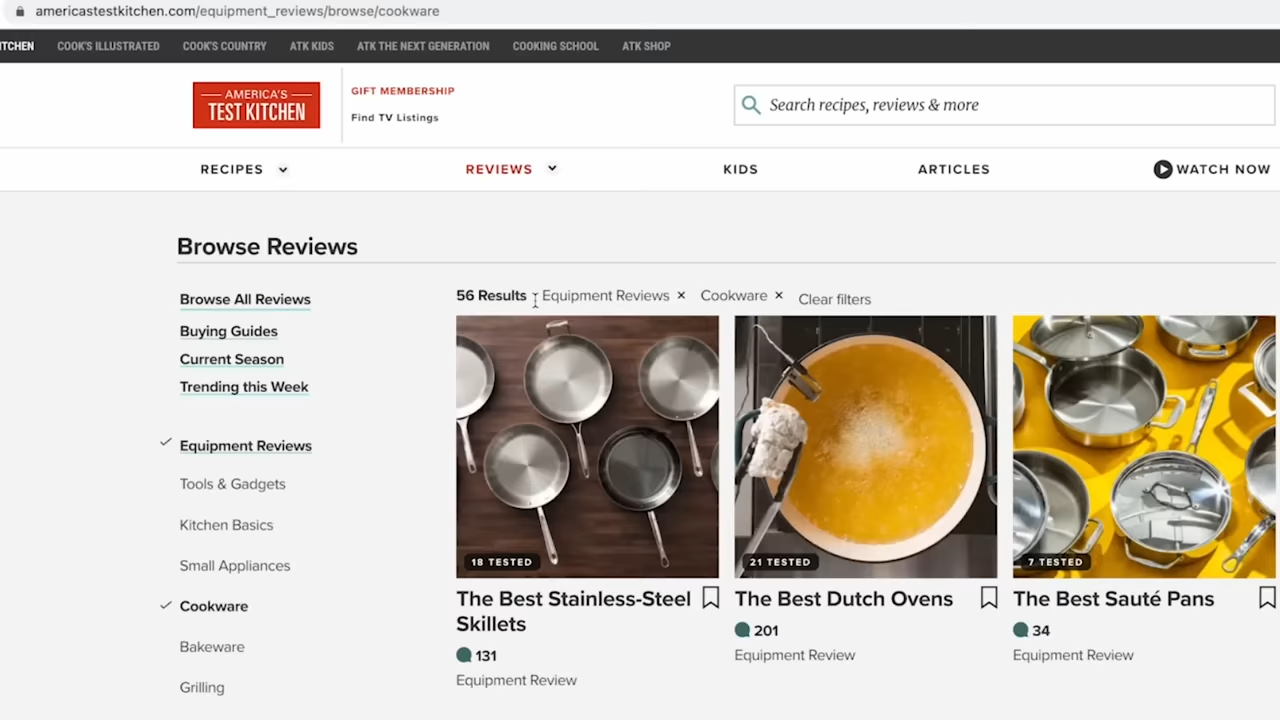 americastestkitchen.com/equipment_reviews/browse/cookware
ITCHEN COOK'S ILLUSTRATED COOK'S COUNTRY ATK KIDS ATK THE NEXT GENERATION COOKING SCHOOL ATK SHOP
AMERICA'S
TEST KITCHEN
GIFT MEMBERSHIP
Find TV Listings
Search recipes, reviews & more
RECIPES REVIEWS KIDS ARTICLES WATCH NOW
Browse Reviews
Browse All Reviews
Buying Guides
Current Season
Trending this Week
Equipment Reviews
Tools & Gadgets
Kitchen Basics
Small Appliances
Cookware
Bakeware
Grilling
56 Results Equipment Reviews × Cookware × Clear filters
18 TESTED
The Best Stainless-Steel
Skillets
131
Equipment Review
21 TESTED
The Best Dutch Ovens
201
Equipment Review
7 TESTED
The Best Sauté Pans
34
Equipment Review